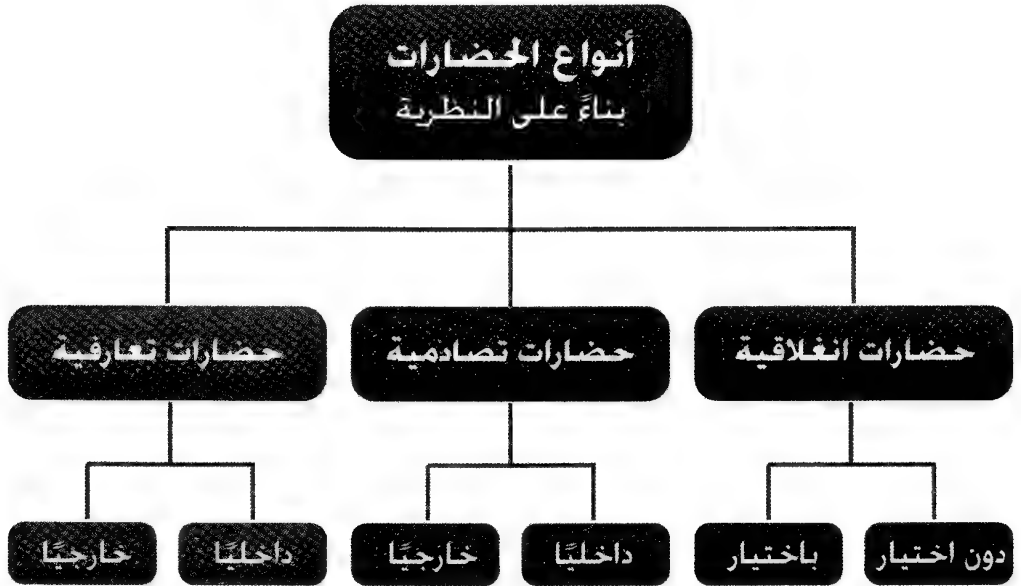 أنواع الحضارات
بناءً على النظرية
حضارات انغلاقية
حضارات تصادمية
حضارات تعارفية
دون اختيار
باختيار
داخليًا
خارجيًا
داخليًا
خارجيًا